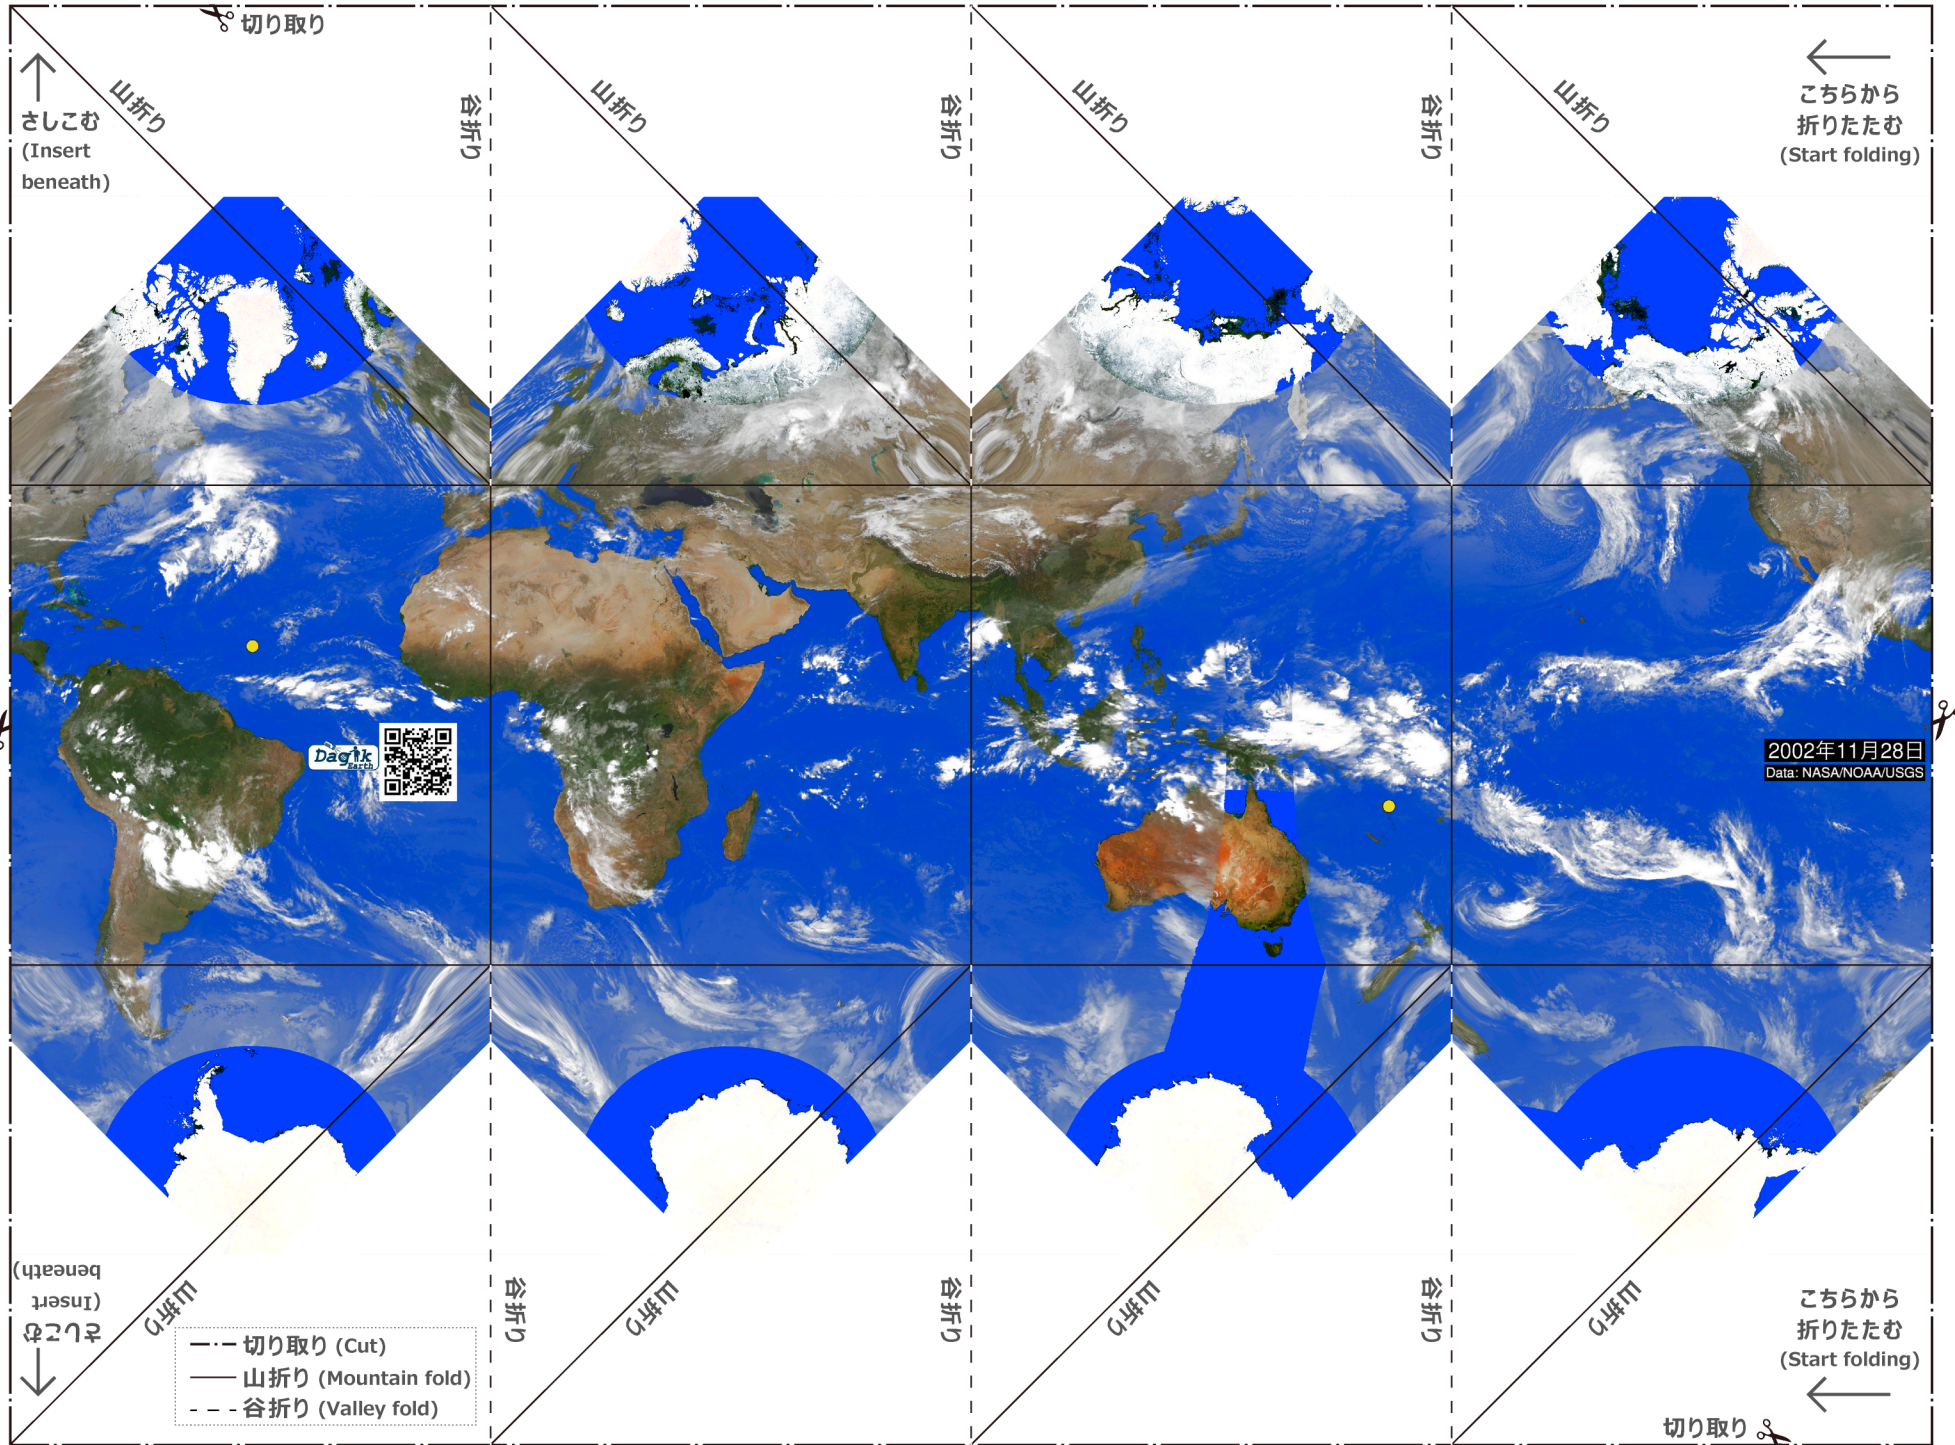 切り取り
さしこむ
(Insert
beneath)
山折り
谷折り
山折り
谷折り
山折り
谷折り
山折り
こちらから
折りたたむ
(Start folding)
Dagik
Earth
2002年11月28日
Data: NASA/NOAA/USGS
さしこむ
(Insert
beneath)
山折り
谷折り
山折り
谷折り
山折り
谷折り
山折り
こちらから
折りたたむ
(Start folding)
切り取り (Cut)
山折り (Mountain fold)
谷折り (Valley fold)
切り取り